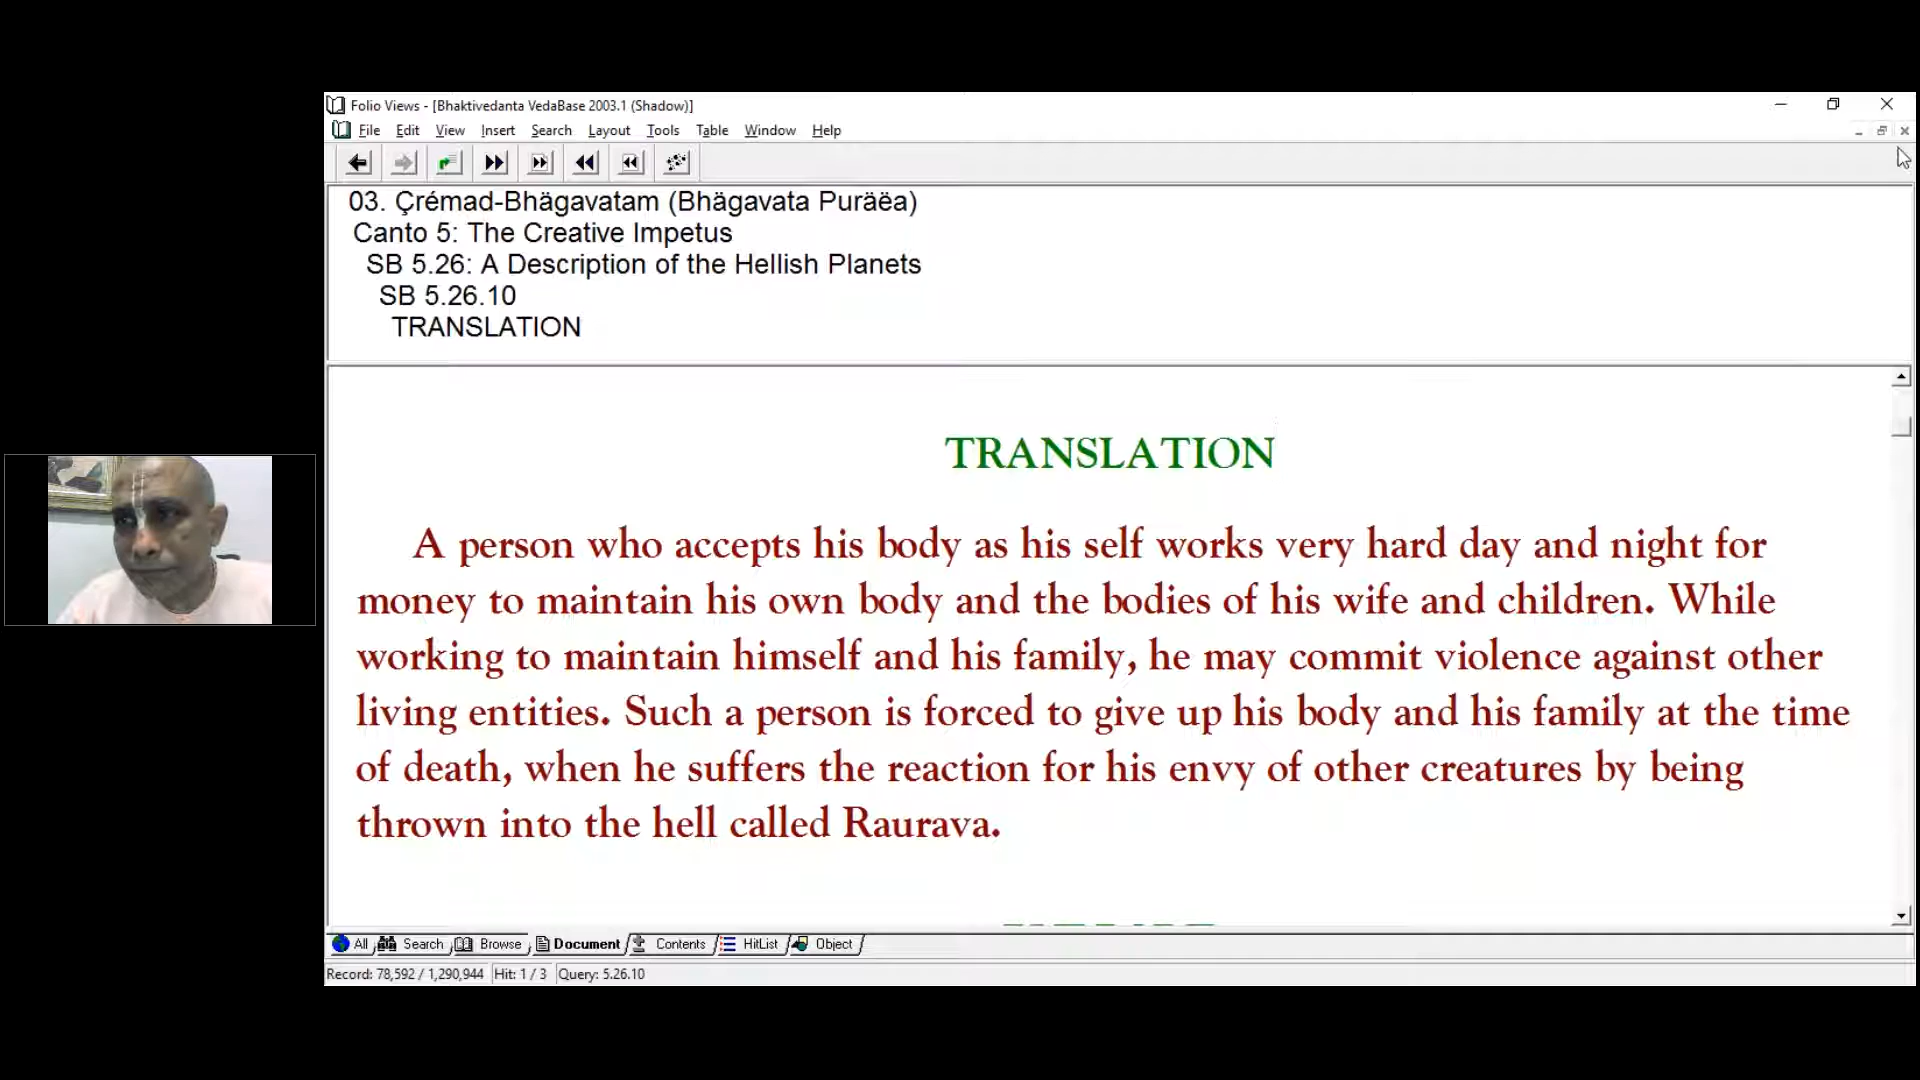 Folio Views - [Bhaktivedanta VedaBase 2003.1 (Shadow)]
File Edit View Insert Search Layout Tools Table Window Help
03. Çrémad-Bhägavatam (Bhägavata Puräëa)
Canto 5: The Creative Impetus
SB 5.26: A Description of the Hellish Planets
SB 5.26.10
TRANSLATION
TRANSLATION
A person who accepts his body as his self works very hard day and night for
money to maintain his own body and the bodies of his wife and children. While
working to maintain himself and his family, he may commit violence against other
living entities. Such a person is forced to give up his body and his family at the time
of death, when he suffers the reaction for his envy of other creatures by being
thrown into the hell called Raurava.
All Search Browse Document Contents HitList Object
Record: 78,592 / 1,290,944 Hit: 1 / 3 Query: 5.26.10